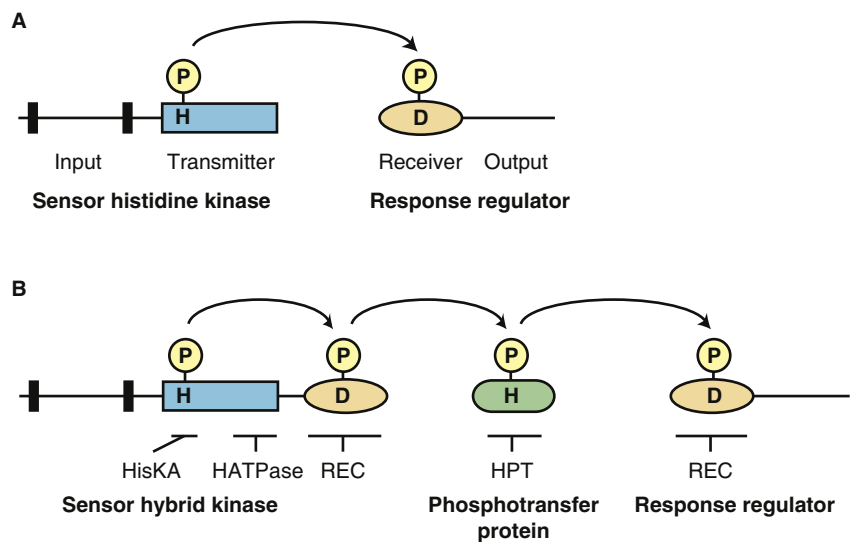 A
P P
H D
Input Transmitter Receiver Output
Sensor histidine kinase Response regulator
B
P P P P
H D H D
HisKA HATPase REC HPT REC
Sensor hybrid kinase Phosphotransfer protein Response regulator